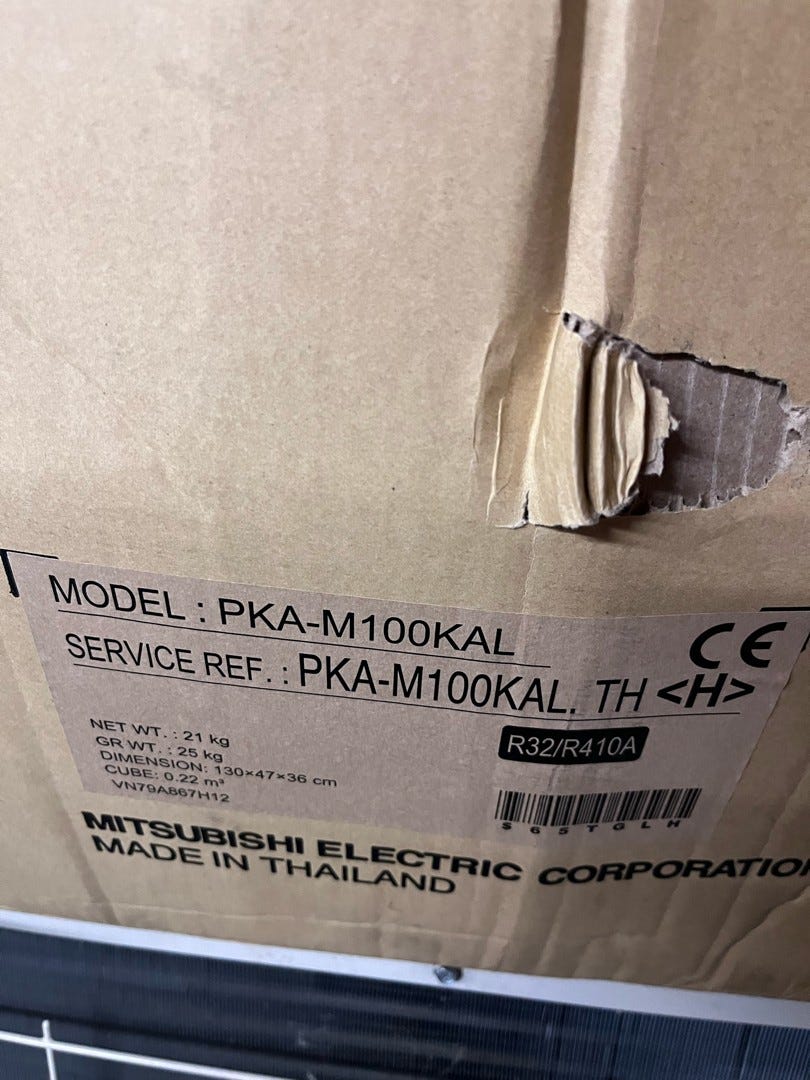 MODEL : PKA-M100KAL
CE
SERVICE REF. : PKA-M100KAL. TH <H>
R32/R410A
NET WT. : 21 kg
GR WT. : 25 kg
DIMENSION: 130×47×36 cm
CUBE: 0.22 m³
VN79A867H12
S65TGLH
MITSUBISHI ELECTRIC CORPORATION
MADE IN THAILAND